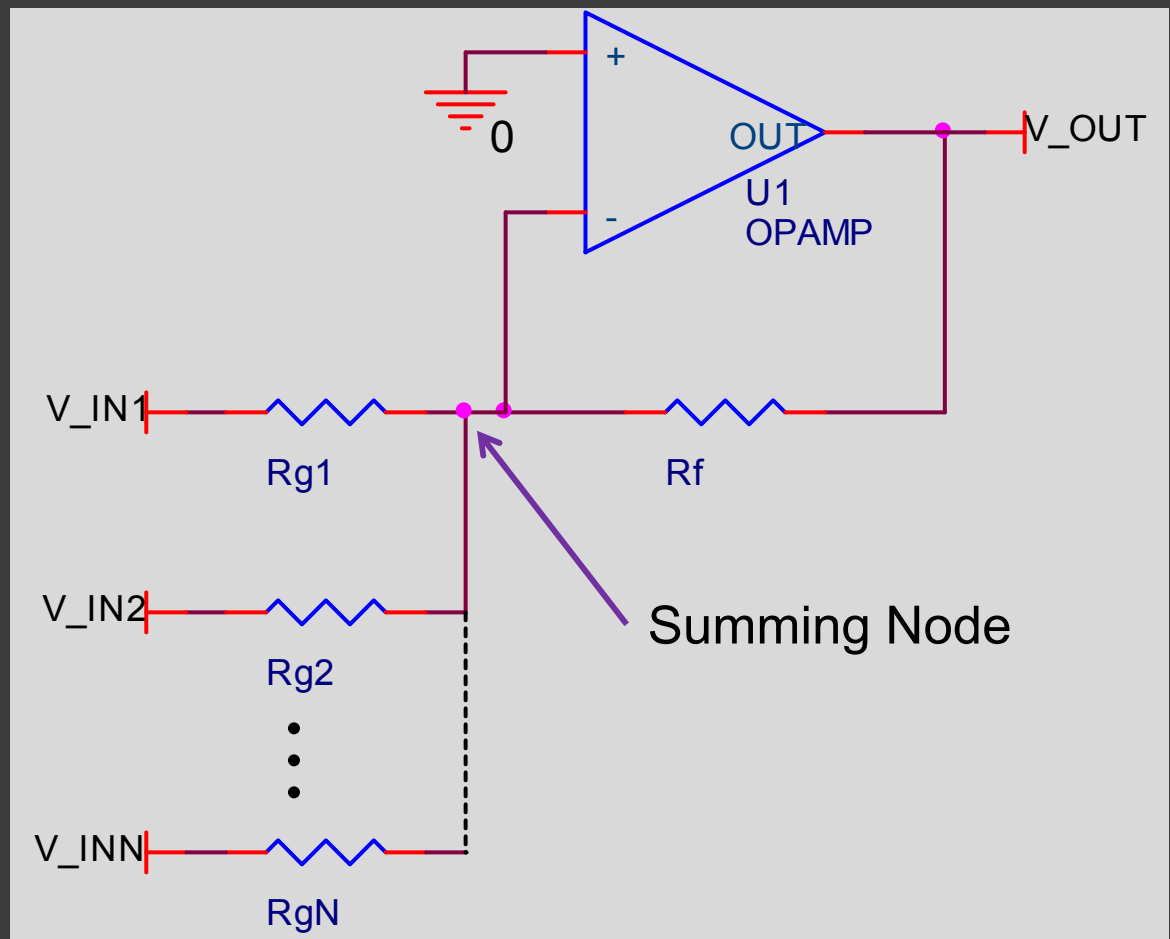 +
0
OUT
V_OUT
U1
-
OPAMP
V_IN1
Rg1
Rf
V_IN2
Summing Node
Rg2
V_INN
RgN